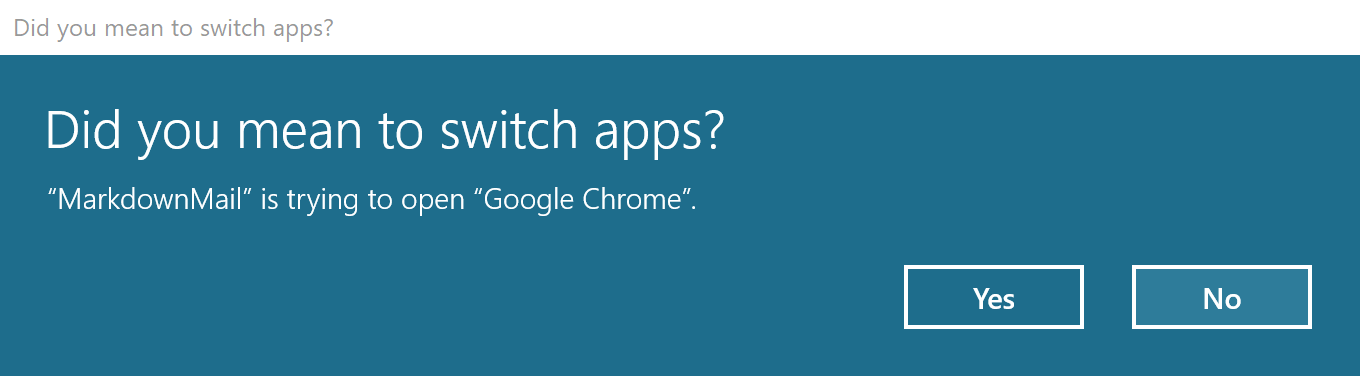 Did you mean to switch apps?
Did you mean to switch apps?
“MarkdownMail” is trying to open “Google Chrome”.
Yes
No